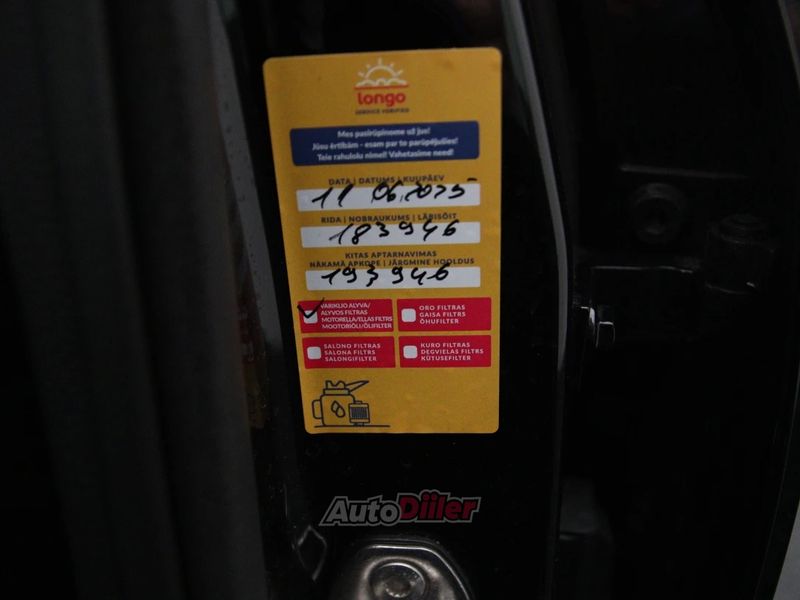 longo
SERVICE VERIFIED
Mes pasirūpinome už jus!
Jūsu ērtībām - esam par to parūpējušies!
Teie rahulolu nimel! Vahetasime need!
DATA | DATUMS | KUUPÄEV
11 06,2025
RIDA | NOBRAUKUMS | LÄBISÕIT
183946
KITAS APTARNAVIMAS
NĀKAMĀ APKOPE | JÄRGMINE HOOLDUS
193946
VARIKLIO ALYVA/
ALYVOS FILTRAS
MOTOREĻĻA/EĻĻAS FILTRS
MOOTORIÕLI/ÕLIFILTER
ORO FILTRAS
GAISA FILTRS
ÕHUFILTER
SALONO FILTRAS
SALONA FILTRS
SALONGIFILTER
KURO FILTRAS
DEGVIELAS FILTRS
KÜTUSEFILTER
AutoDiiler